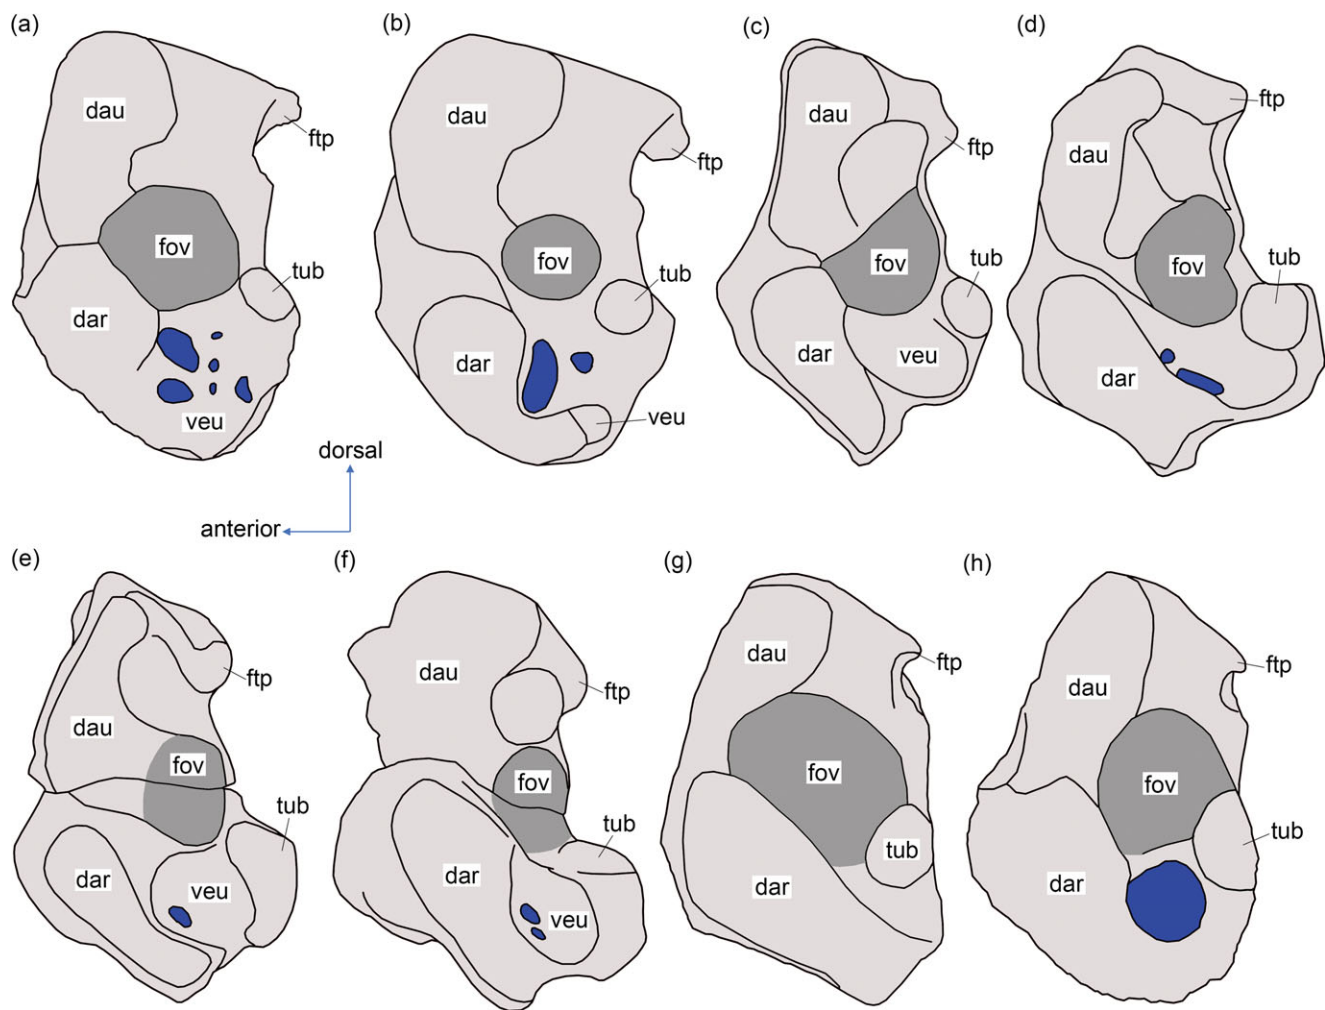 (a)
dau
ftp
fov
tub
dar
veu
(b)
dau
ftp
fov
tub
dar
veu
(c)
dau
ftp
fov
tub
dar
veu
(d)
dau
ftp
fov
tub
dar
dorsal
anterior
(e)
dau
ftp
fov
tub
dar
veu
(f)
dau
ftp
fov
tub
dar
veu
(g)
dau
ftp
fov
tub
dar
(h)
dau
ftp
fov
tub
dar